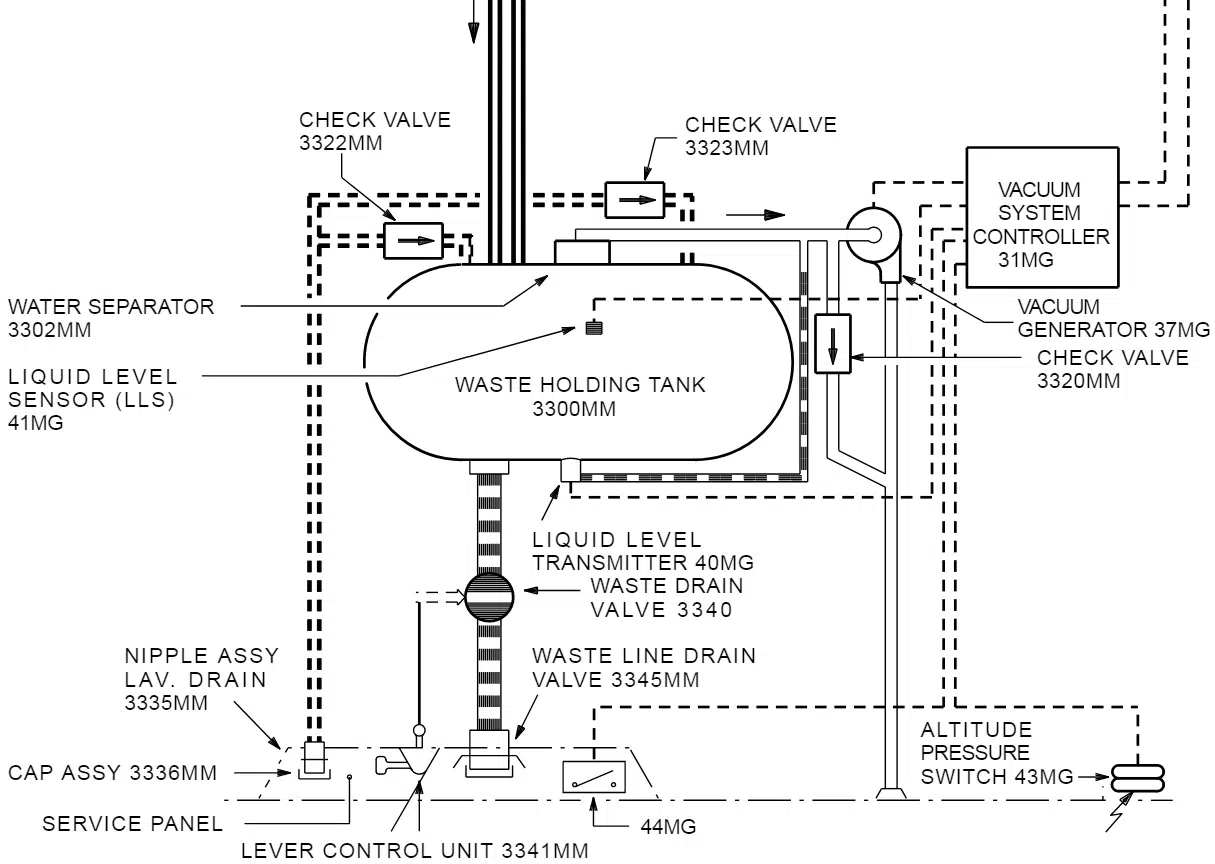 CHECK VALVE
3322MM
CHECK VALVE
3323MM
VACUUM
SYSTEM
CONTROLLER
31MG
WATER SEPARATOR
3302MM
VACUUM
GENERATOR 37MG
CHECK VALVE
3320MM
LIQUID LEVEL
SENSOR (LLS)
41MG
WASTE HOLDING TANK
3300MM
LIQUID LEVEL
TRANSMITTER 40MG
WASTE DRAIN
VALVE 3340
NIPPLE ASSY
LAV. DRAIN
3335MM
WASTE LINE DRAIN
VALVE 3345MM
ALTITUDE
PRESSURE
SWITCH 43MG
CAP ASSY 3336MM
SERVICE PANEL
44MG
LEVER CONTROL UNIT 3341MM